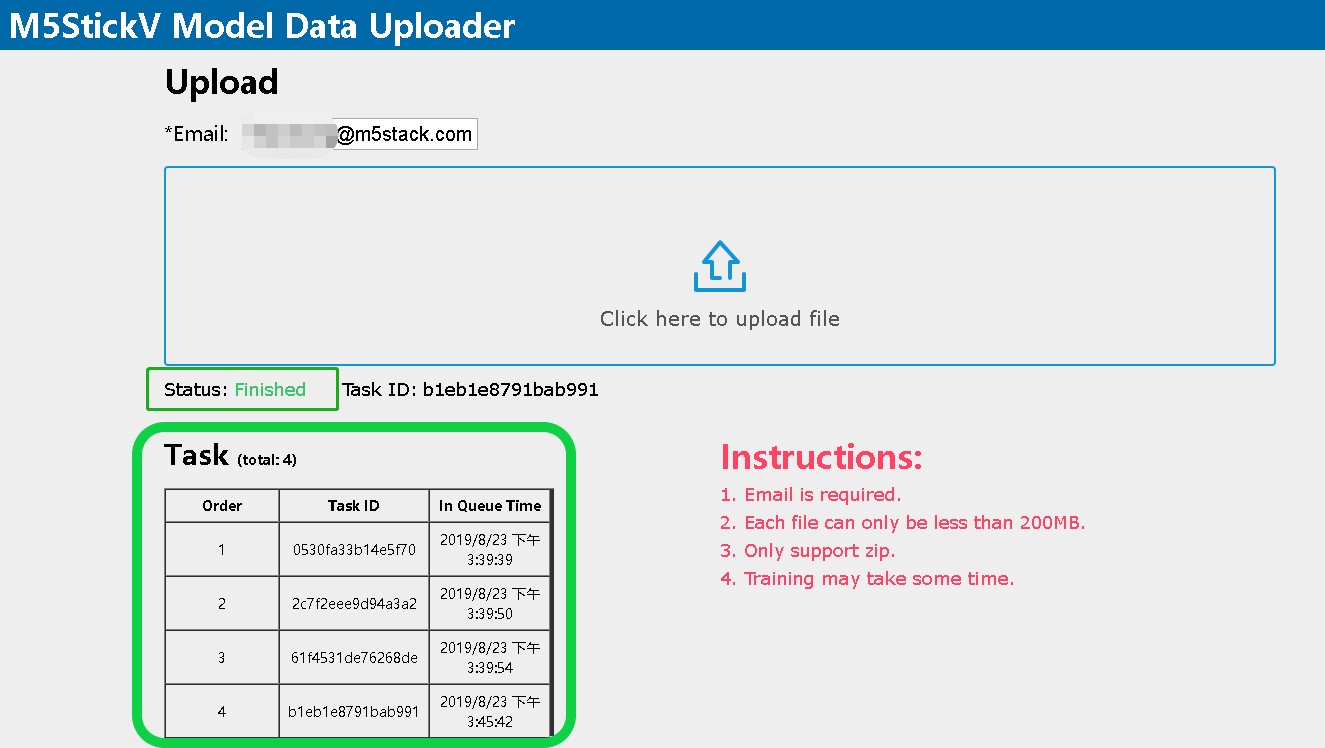 M5StickV Model Data Uploader
Upload
*Email: @m5stack.com
Click here to upload file
Status: Finished Task ID: b1eb1e8791bab991
Task (total: 4)
Order Task ID In Queue Time
1 0530fa33b14e5f70 2019/8/23 下午
3:39:39
2 2c7f2eee9d94a3a2 2019/8/23 下午
3:39:50
3 61f4531de76268de 2019/8/23 下午
3:39:54
4 b1eb1e8791bab991 2019/8/23 下午
3:45:42
Instructions:
1. Email is required.
2. Each file can only be less than 200MB.
3. Only support zip.
4. Training may take some time.